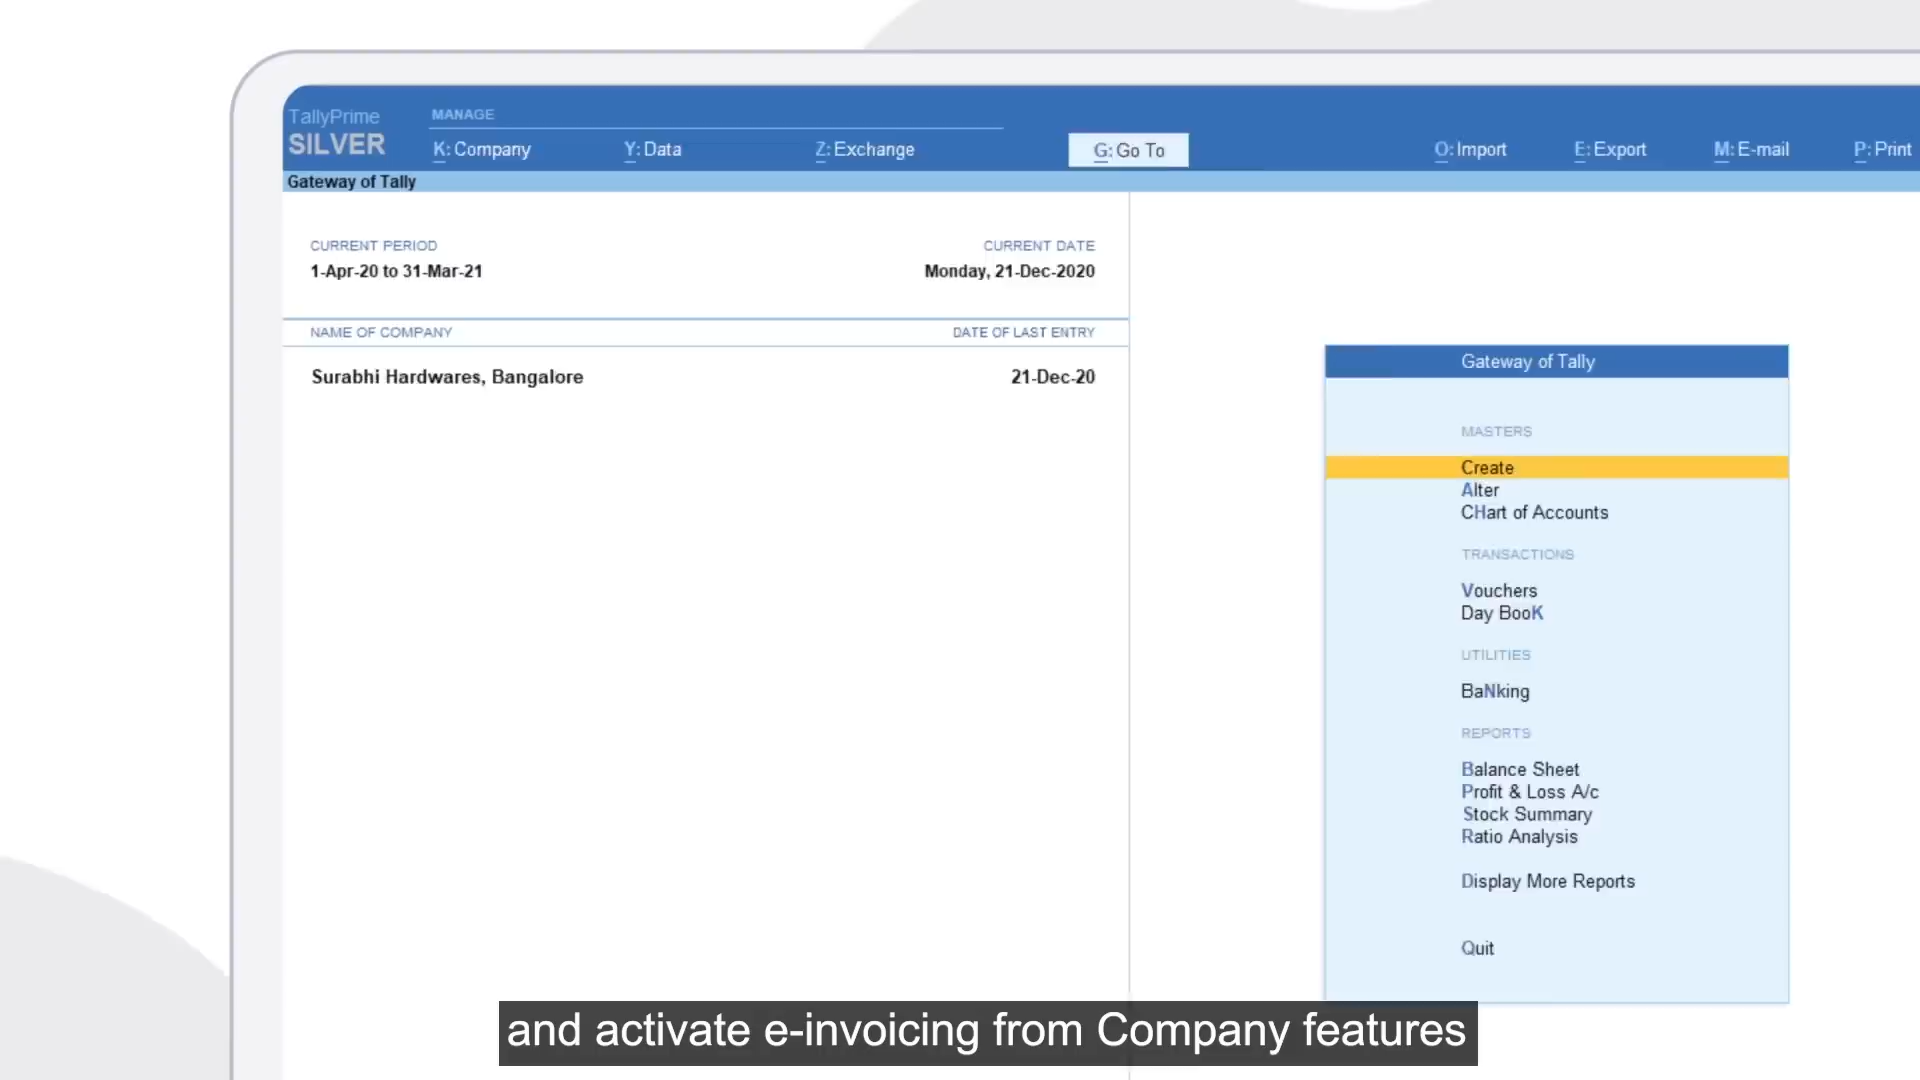 TallyPrime
SILVER
MANAGE
K: Company
Y: Data
Z: Exchange
G: Go To
O: Import
E: Export
M: E-mail
P: Print
Gateway of Tally
CURRENT PERIOD
CURRENT DATE
1-Apr-20 to 31-Mar-21
Monday, 21-Dec-2020
NAME OF COMPANY
DATE OF LAST ENTRY
Surabhi Hardwares, Bangalore
21-Dec-20
Gateway of Tally
MASTERS
Create
Alter
CHart of Accounts
TRANSACTIONS
Vouchers
Day BooK
UTILITIES
BaNking
REPORTS
Balance Sheet
Profit & Loss A/c
Stock Summary
Ratio Analysis
Display More Reports
Quit
and activate e-invoicing from Company features